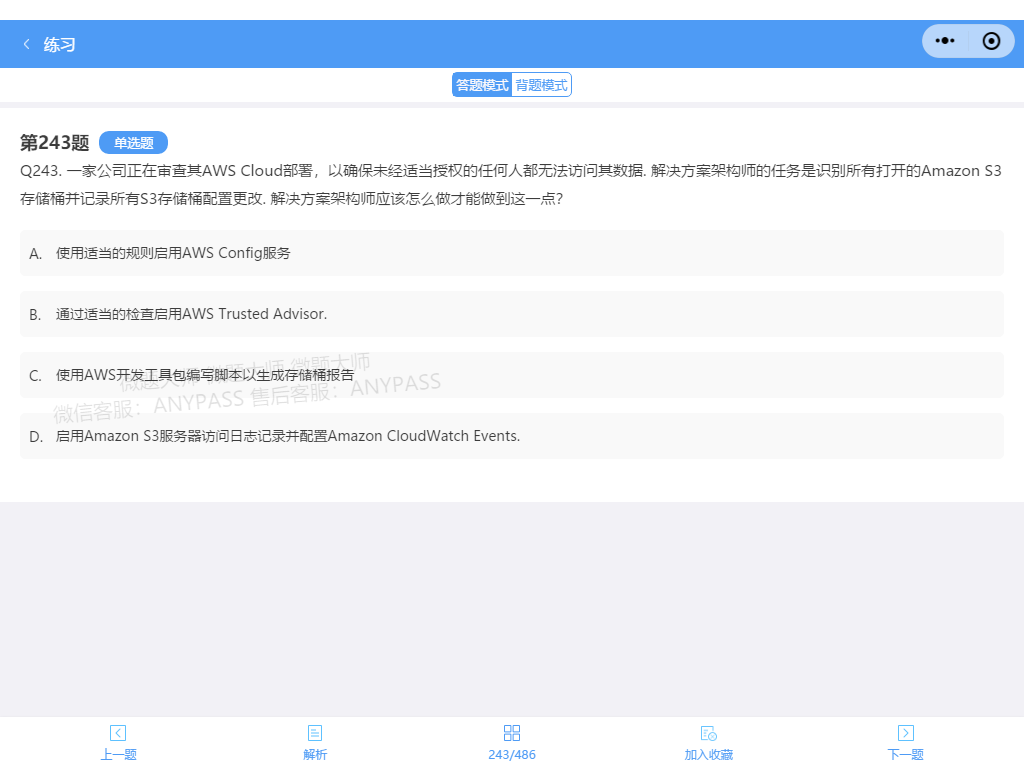 练习
答题模式 背题模式
第243题 单选题
Q243. 一家公司正在审查其AWS Cloud部署，以确保未经适当授权的任何人都无法访问其数据. 解决方案架构师的任务是识别所有打开的Amazon S3
存储桶并记录所有S3存储桶配置更改. 解决方案架构师应该怎么做才能做到这一点?
A. 使用适当的规则启用AWS Config服务
B. 通过适当的检查启用AWS Trusted Advisor.
微题大师 微题大师 微题大师
C. 使用AWS开发工具包编写脚本以生成存储桶报告
微信客服：ANYPASS 售后客服：ANYPASS
D. 启用Amazon S3服务器访问日志记录并配置Amazon CloudWatch Events.
上一题 解析 243/486 加入收藏 下一题